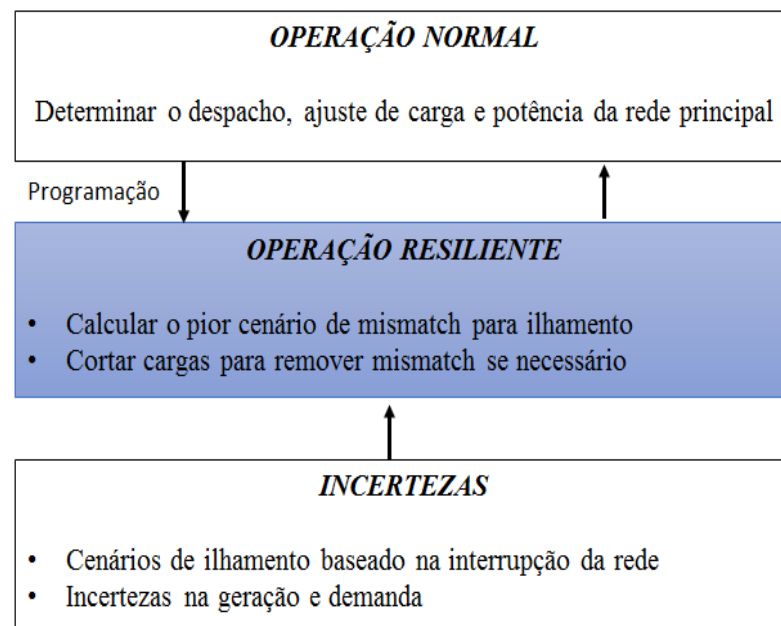 OPERAÇÃO NORMAL
Determinar o despacho, ajuste de carga e potência da rede principal
Programação
OPERAÇÃO RESILIENTE
• Calcular o pior cenário de mismatch para ilhamento
• Cortar cargas para remover mismatch se necessário
INCERTEZAS
• Cenários de ilhamento baseado na interrupção da rede
• Incertezas na geração e demanda